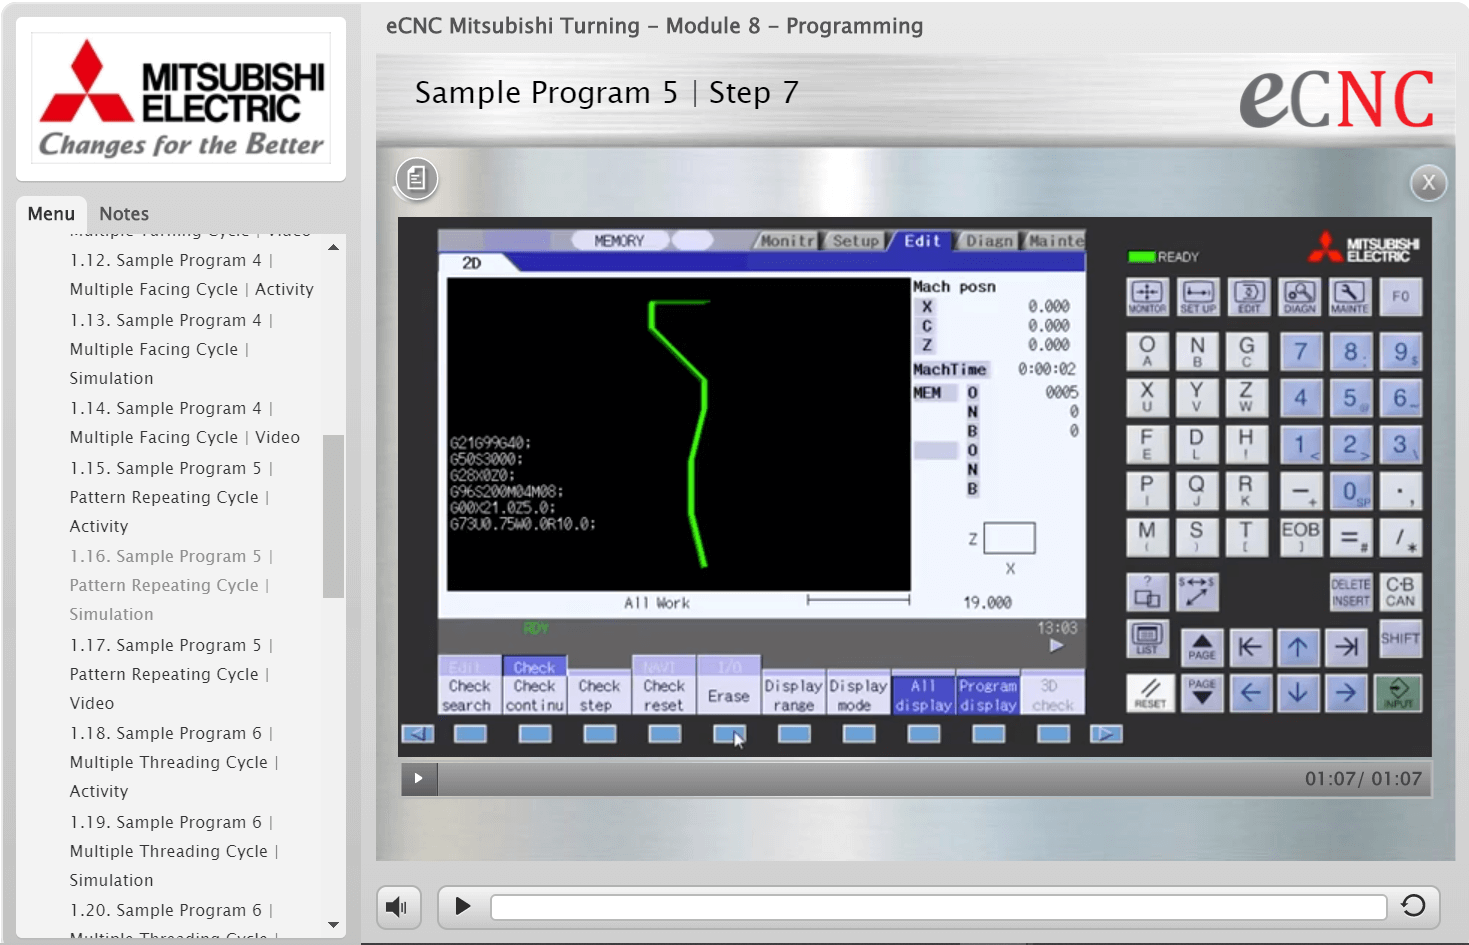 eCNC Mitsubishi Turning – Module 8 – Programming
MITSUBISHI
ELECTRIC
Changes for the Better
Sample Program 5 | Step 7
eCNC
Menu
Notes
Multiple Turning Cycle | Video
1.12. Sample Program 4 |
Multiple Facing Cycle | Activity
1.13. Sample Program 4 |
Multiple Facing Cycle |
Simulation
1.14. Sample Program 4 |
Multiple Facing Cycle | Video
1.15. Sample Program 5 |
Pattern Repeating Cycle |
Activity
1.16. Sample Program 5 |
Pattern Repeating Cycle |
Simulation
1.17. Sample Program 5 |
Pattern Repeating Cycle |
Video
1.18. Sample Program 6 |
Multiple Threading Cycle |
Activity
1.19. Sample Program 6 |
Multiple Threading Cycle |
Simulation
1.20. Sample Program 6 |
Multiple Threading Cycle |
X
MEMORY
Monitr Setup Edit Diagn Mainte
2D
Mach posn
X 0.000
C 0.000
Z 0.000
MachTime 0:00:02
MEM O 0005
N 0
B 0
O
N
B
G21G99G40;
G50S3000;
G28X0Z0;
G96S200M04M08;
G00X21.0Z5.0;
G73U0.75W0.0R10.0;
Z
X
All Work 19.000
RDY
13:03
Edit Check NAVI I/O
Check search
Check continu
Check step
Check reset
Erase
Display range
Display mode
All display
Program display
3D check
READY
MITSUBISHI
ELECTRIC
MONITOR SET UP EDIT DIAGN MAINTE F0
O A N B G C 7 8 9
X U Y V Z W 4 5 6
F E D L H ! 1 < 2 > 3 \
P I Q J R K - + 0 SP . ,
M ( S ) T [ EOB ] = # / *
? S↔S DELETE INSERT C·B CAN
LIST PAGE SHIFT
RESET PAGE INPUT
01:07/ 01:07